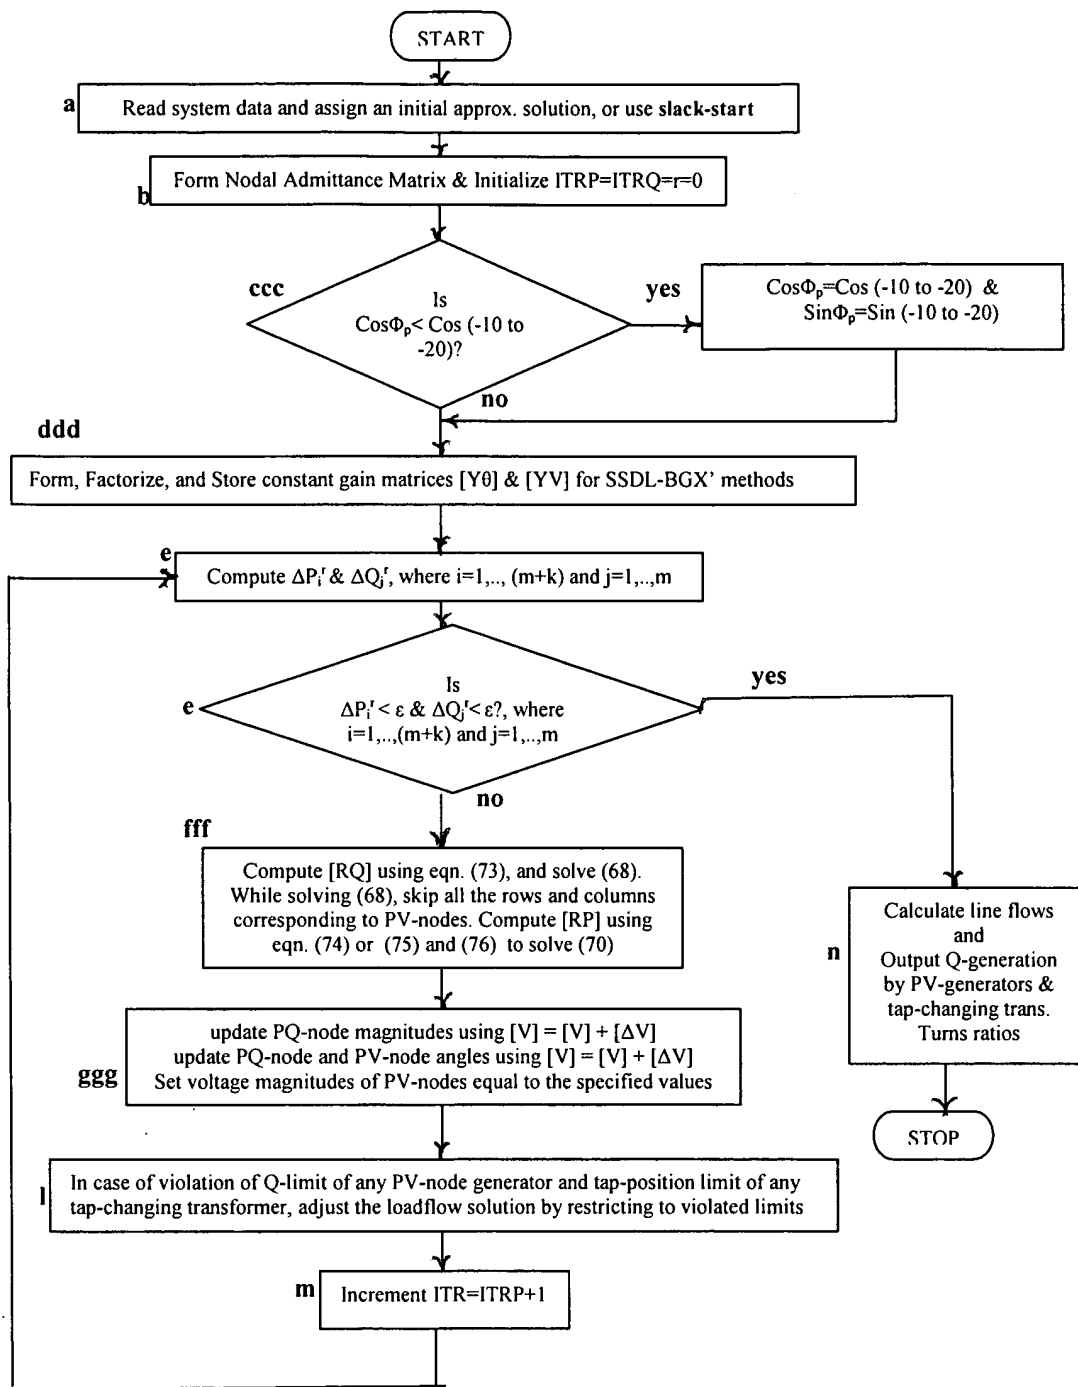 START
a
Read system data and assign an initial approx. solution, or use slack-start
b
Form Nodal Admittance Matrix & Initialize ITRP=ITRQ=r=0
ccc
Is
CosΦp< Cos (-10 to
-20)?
yes
CosΦp=Cos (-10 to -20) &
SinΦp=Sin (-10 to -20)
no
ddd
Form, Factorize, and Store constant gain matrices [Yθ] & [YV] for SSDL-BGX' methods
e
Compute ΔPi^r & ΔQj^r, where i=1,.., (m+k) and j=1,..,m
e
Is
ΔPi^r < ε & ΔQj^r< ε?, where
i=1,..,(m+k) and j=1,..,m
yes
no
fff
Compute [RQ] using eqn. (73), and solve (68).
While solving (68), skip all the rows and columns
corresponding to PV-nodes. Compute [RP] using
eqn. (74) or (75) and (76) to solve (70)
n
Calculate line flows
and
Output Q-generation
by PV-generators &
tap-changing trans.
Turns ratios
ggg
update PQ-node magnitudes using [V] = [V] + [ΔV]
update PQ-node and PV-node angles using [V] = [V] + [ΔV]
Set voltage magnitudes of PV-nodes equal to the specified values
STOP
l
In case of violation of Q-limit of any PV-node generator and tap-position limit of any
tap-changing transformer, adjust the loadflow solution by restricting to violated limits
m
Increment ITR=ITRP+1